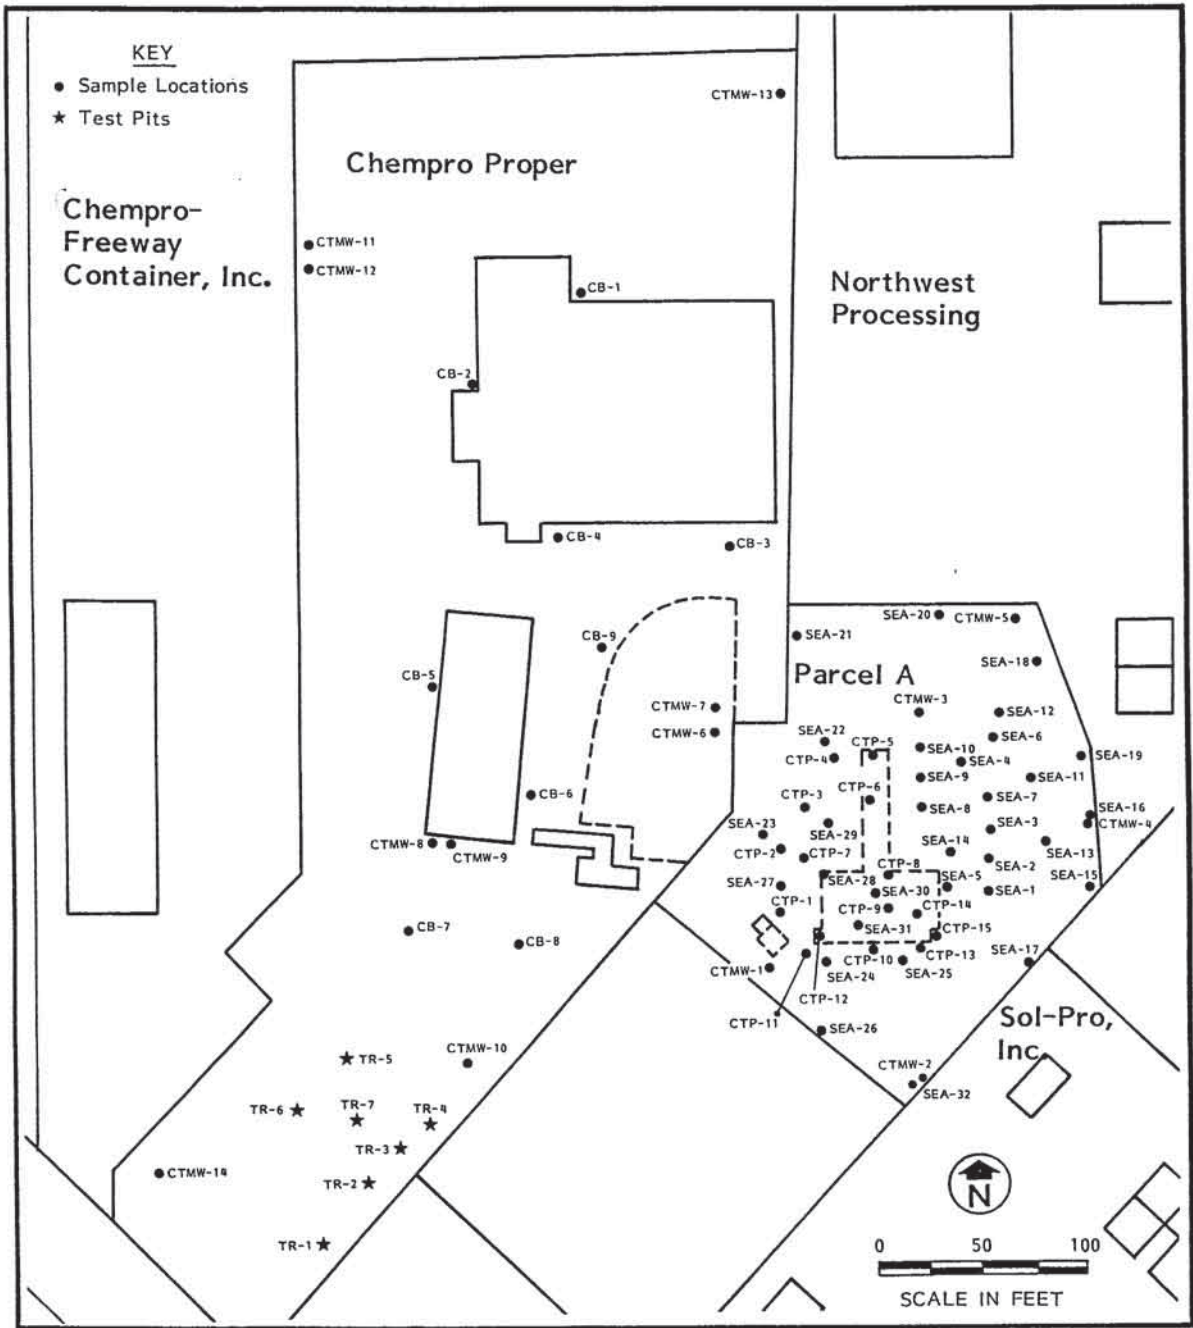 KEY
● Sample Locations
★ Test Pits
CTMW-13
Chempro Proper
Chempro-
Freeway
Container, Inc.
CTMW-11
CTMW-12
CB-1
Northwest
Processing
CB-2
CB-4
CB-3
SEA-20
CTMW-5
SEA-21
CB-9
SEA-18
Parcel A
CB-5
CTMW-7
CTMW-3
SEA-12
CTMW-6
SEA-22
CTP-5
SEA-6
SEA-10
CTP-4
SEA-4
SEA-19
SEA-9
SEA-11
CB-6
CTP-3
CTP-6
SEA-8
SEA-7
SEA-16
CTMW-4
SEA-23
SEA-29
SEA-3
CTMW-8
CTMW-9
CTP-2
CTP-7
SEA-14
SEA-13
SEA-2
CTP-8
SEA-27
SEA-28
SEA-5
SEA-15
SEA-30
SEA-1
CTP-1
CTP-9
CTP-14
CB-7
CB-8
SEA-31
CTP-15
CTMW-1
CTP-10
CTP-13
SEA-17
SEA-24
SEA-25
CTP-12
CTP-11
SEA-26
Sol-Pro,
Inc.
CTMW-10
TR-5
CTMW-2
SEA-32
TR-6
TR-7
TR-4
TR-3
CTMW-14
TR-2
N
TR-1
0 50 100
SCALE IN FEET